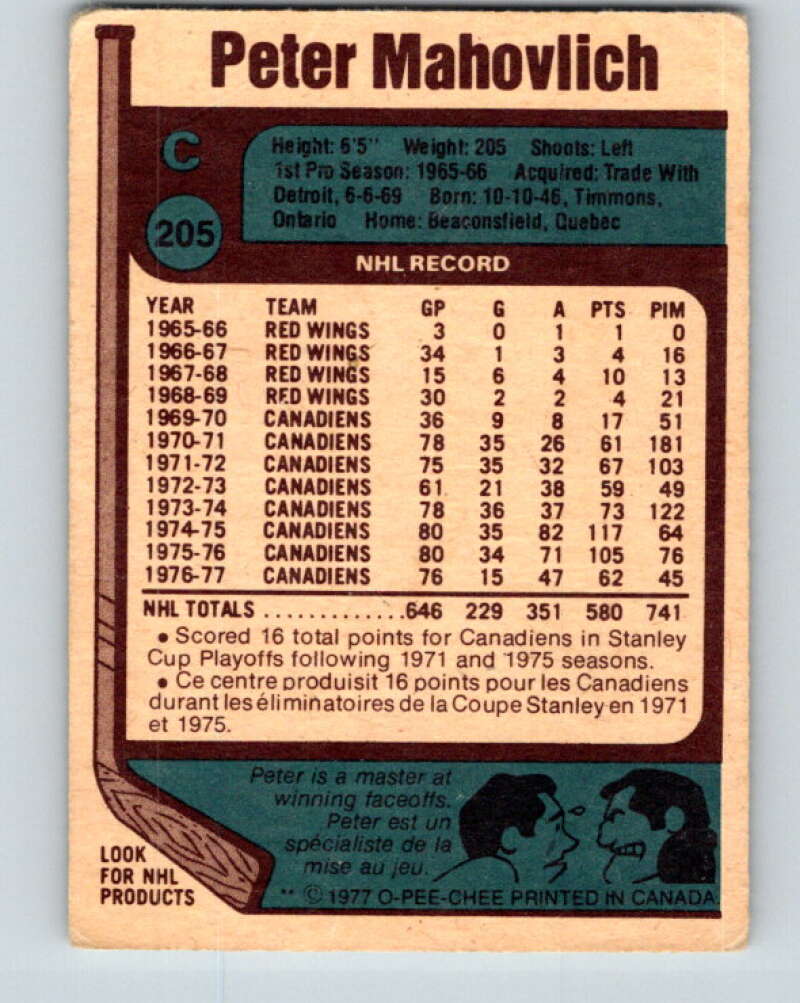 Peter Mahovlich
C
Height: 6'5'' Weight: 205 Shoots: Left
1st Pro Season: 1965-66 Acquired: Trade With
Detroit, 6-6-69 Born: 10-10-46, Timmons,
Ontario Home: Beaconsfield, Quebec
205
NHL RECORD
YEAR TEAM GP G A PTS PIM
1965-66 RED WINGS 3 0 1 1 0
1966-67 RED WINGS 34 1 3 4 16
1967-68 RED WINGS 15 6 4 10 13
1968-69 RED WINGS 30 2 2 4 21
1969-70 CANADIENS 36 9 8 17 51
1970-71 CANADIENS 78 35 26 61 181
1971-72 CANADIENS 75 35 32 67 103
1972-73 CANADIENS 61 21 38 59 49
1973-74 CANADIENS 78 36 37 73 122
1974-75 CANADIENS 80 35 82 117 64
1975-76 CANADIENS 80 34 71 105 76
1976-77 CANADIENS 76 15 47 62 45
NHL TOTALS .............646 229 351 580 741
• Scored 16 total points for Canadiens in Stanley
Cup Playoffs following 1971 and 1975 seasons.
• Ce centre produisit 16 points pour les Canadiens
durant les éliminatoires de la Coupe Stanley en 1971
et 1975.
Peter is a master at
winning faceoffs.
Peter est un
spécialiste de la
mise au jeu.
LOOK
FOR NHL
PRODUCTS
** © 1977 O-PEE-CHEE PRINTED IN CANADA